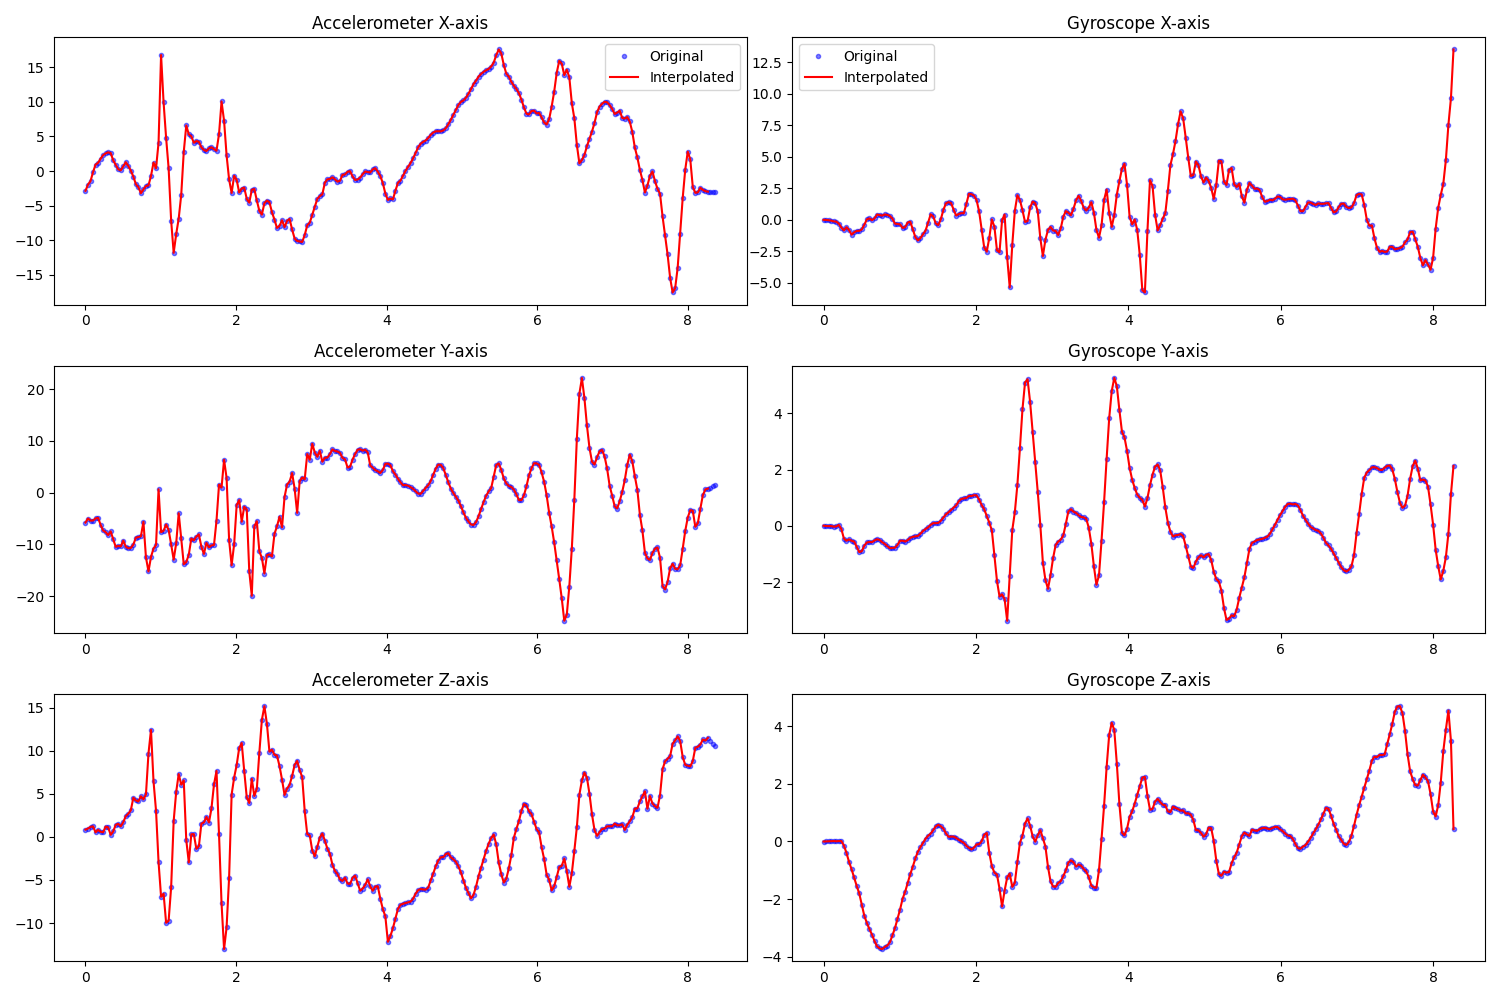 Accelerometer X-axis
Original
Interpolated
15
10
5
0
−5
−10
−15
0 2 4 6 8
Gyroscope X-axis
Original
Interpolated
12.5
10.0
7.5
5.0
2.5
0.0
−2.5
−5.0
0 2 4 6 8
Accelerometer Y-axis
20
10
0
−10
−20
0 2 4 6 8
Gyroscope Y-axis
4
2
0
−2
0 2 4 6 8
Accelerometer Z-axis
15
10
5
0
−5
−10
0 2 4 6 8
Gyroscope Z-axis
4
2
0
−2
−4
0 2 4 6 8